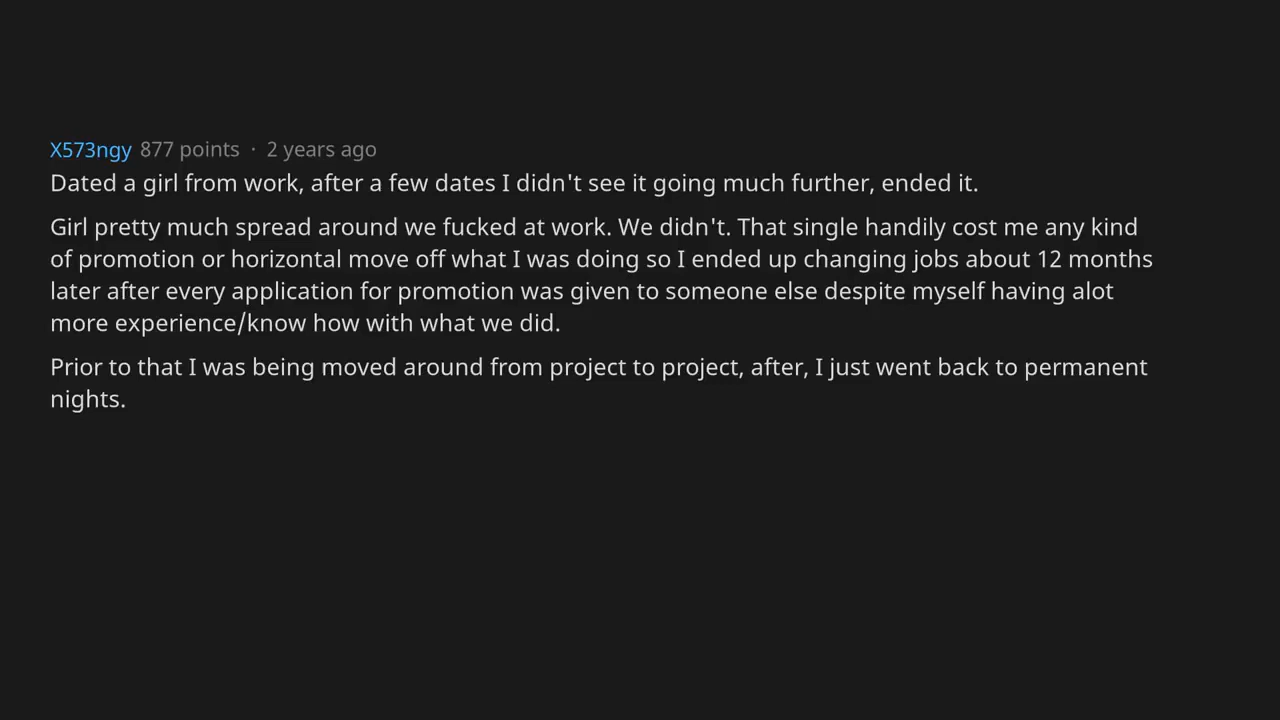 X573ngy 877 points · 2 years ago
Dated a girl from work, after a few dates I didn't see it going much further, ended it.
Girl pretty much spread around we fucked at work. We didn't. That single handily cost me any kind
of promotion or horizontal move off what I was doing so I ended up changing jobs about 12 months
later after every application for promotion was given to someone else despite myself having alot
more experience/know how with what we did.
Prior to that I was being moved around from project to project, after, I just went back to permanent
nights.